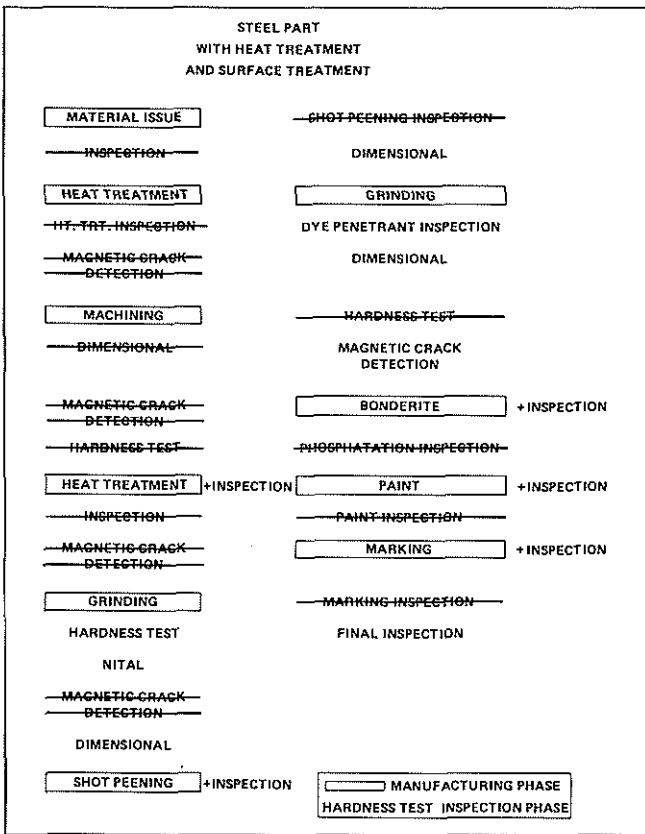 STEEL PART
WITH HEAT TREATMENT
AND SURFACE TREATMENT
MATERIAL ISSUE
INSPECTION
HEAT TREATMENT
HT. TRT. INSPECTION
MAGNETIC CRACK
DETECTION
MACHINING
DIMENSIONAL
MAGNETIC CRACK
DETECTION
HARDNESS TEST
HEAT TREATMENT +INSPECTION
INSPECTION
MAGNETIC CRACK
DETECTION
GRINDING
HARDNESS TEST
NITAL
MAGNETIC CRACK
DETECTION
DIMENSIONAL
SHOT PEENING +INSPECTION
SHOT PEENING INSPECTION
DIMENSIONAL
GRINDING
DYE PENETRANT INSPECTION
DIMENSIONAL
HARDNESS TEST
MAGNETIC CRACK
DETECTION
BONDERITE +INSPECTION
PHOSPHATATION INSPECTION
PAINT +INSPECTION
PAINT INSPECTION
MARKING +INSPECTION
MARKING INSPECTION
FINAL INSPECTION
MANUFACTURING PHASE
HARDNESS TEST INSPECTION PHASE